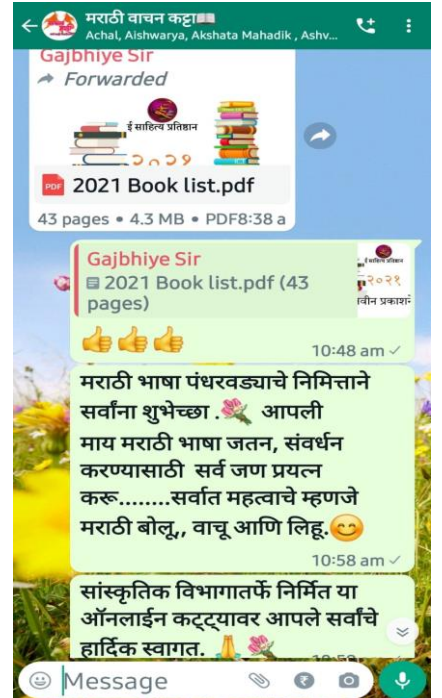 मराठी वाचन कट्टा
Achal, Aishwarya, Akshata Mahadik , Ashv...
Gajbhiye Sir
Forwarded
ई साहित्य प्रतिष्ठान
२०२१
PDF
2021 Book list.pdf
43 pages • 4.3 MB • PDF8:38 a
Gajbhiye Sir
2021 Book list.pdf (43
pages)
२०२१
10:48 am
मराठी भाषा पंधरवड्याचे निमित्ताने
सर्वांना शुभेच्छा .💐 आपली
माय मराठी भाषा जतन, संवर्धन
करण्यासाठी सर्व जण प्रयत्न
करू........सर्वात महत्वाचे म्हणजे
मराठी बोलू,, वाचू आणि लिहू.😊
10:58 am
सांस्कृतिक विभागातर्फे निर्मित या
ऑनलाईन कट्ट्यावर आपले सर्वांचे
हार्दिक स्वागत. 🙏 💐
Message